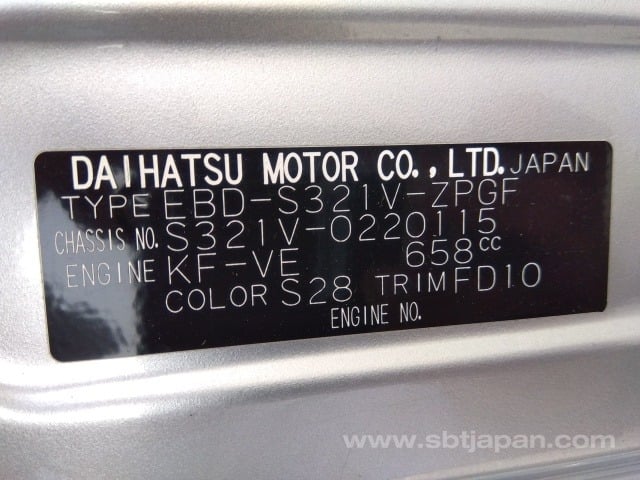 DAIHATSU MOTOR CO.,LTD. JAPAN
TYPE EBD-S321V-ZPGF
CHASSIS NO. S321V-0220115
ENGINE KF-VE 658cc
COLOR S28 TRIM FD10
ENGINE NO.
www.sbtjapan.com